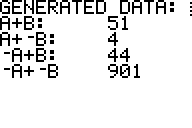 GENERATED DATA:
A+B: 51
A+-B: 4
-A+B: 44
-A+-B 901